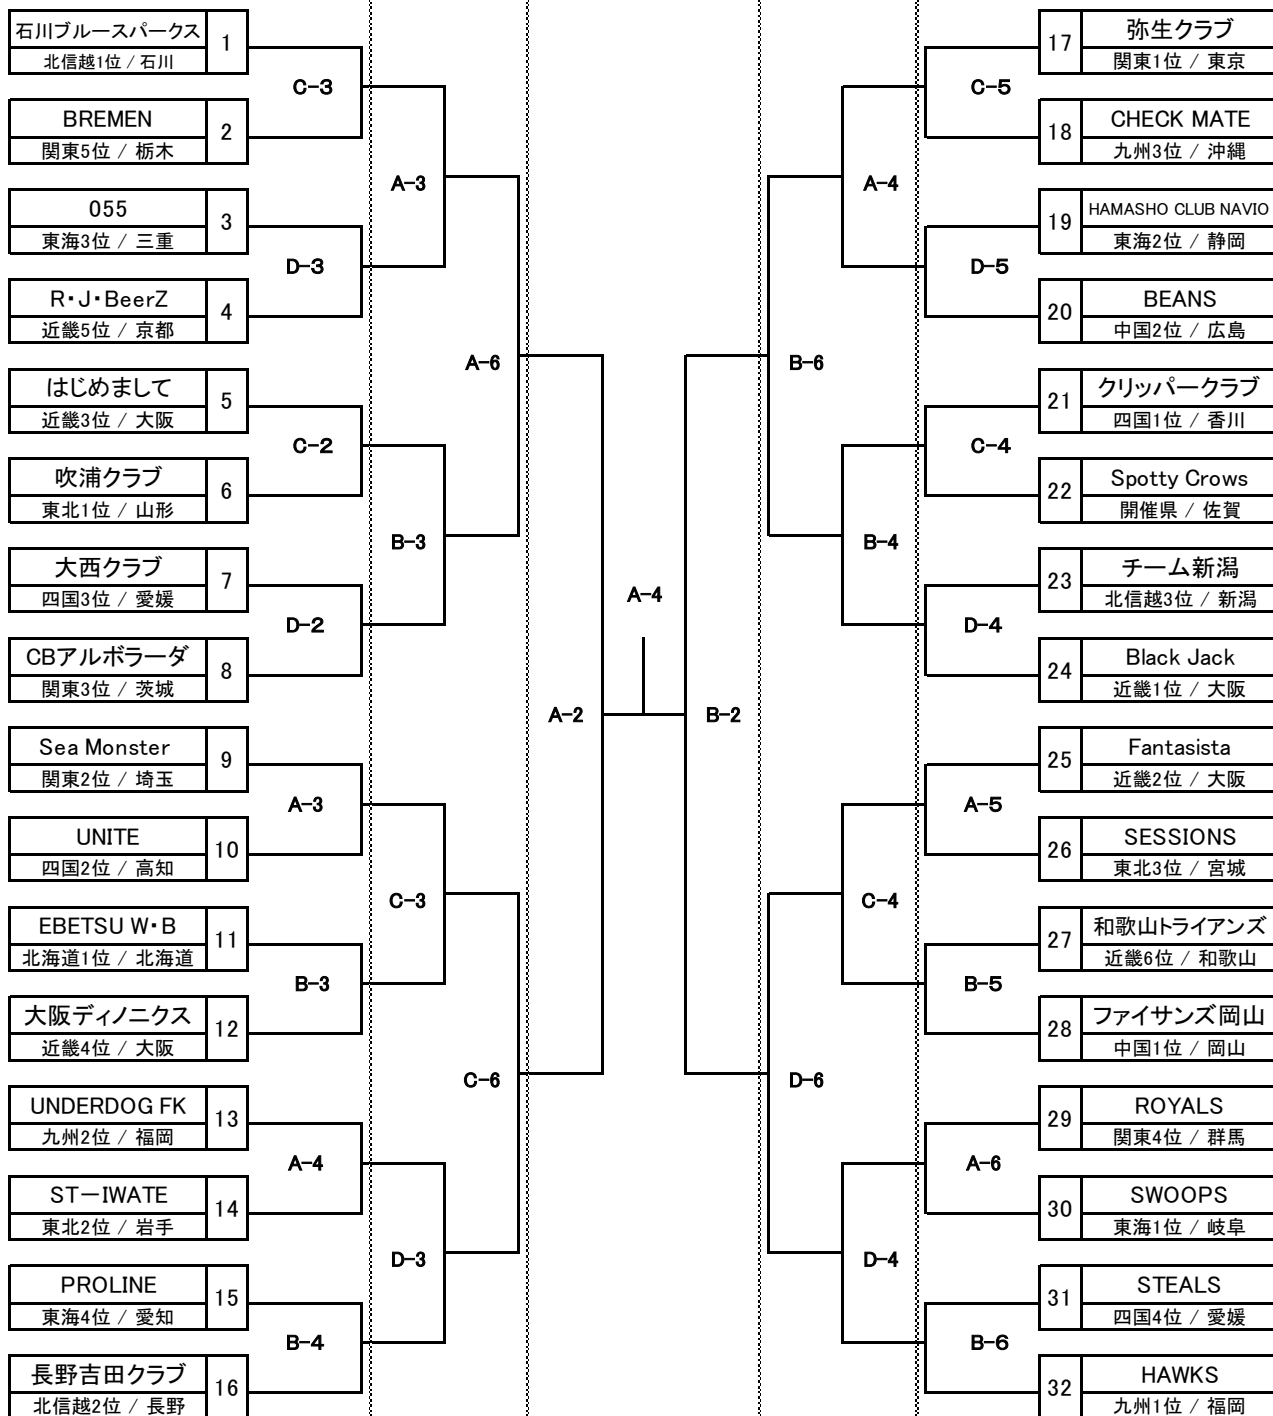 石川ブルースパークス
北信越1位 / 石川
1
BREMEN
関東5位 / 栃木
2
055
東海3位 / 三重
3
R・J・BeerZ
近畿5位 / 京都
4
はじめまして
近畿3位 / 大阪
5
吹浦クラブ
東北1位 / 山形
6
大西クラブ
四国3位 / 愛媛
7
CBアルボラーダ
関東3位 / 茨城
8
Sea Monster
関東2位 / 埼玉
9
UNITE
四国2位 / 高知
10
EBETSU W・B
北海道1位 / 北海道
11
大阪ディノニクス
近畿4位 / 大阪
12
UNDERDOG FK
九州2位 / 福岡
13
ST－IWATE
東北2位 / 岩手
14
PROLINE
東海4位 / 愛知
15
長野吉田クラブ
北信越2位 / 長野
16
C-3
D-3
C-2
D-2
A-3
B-3
A-4
B-4
A-3
B-3
C-3
D-3
A-6
C-6
A-2
A-4
B-2
B-6
D-6
A-4
B-4
C-4
D-4
C-5
D-5
C-4
D-4
A-5
B-5
A-6
B-6
17
弥生クラブ
関東1位 / 東京
18
CHECK MATE
九州3位 / 沖縄
19
HAMASHO CLUB NAVIO
東海2位 / 静岡
20
BEANS
中国2位 / 広島
21
クリッパークラブ
四国1位 / 香川
22
Spotty Crows
開催県 / 佐賀
23
チーム新潟
北信越3位 / 新潟
24
Black Jack
近畿1位 / 大阪
25
Fantasista
近畿2位 / 大阪
26
SESSIONS
東北3位 / 宮城
27
和歌山トライアンズ
近畿6位 / 和歌山
28
ファイサンズ岡山
中国1位 / 岡山
29
ROYALS
関東4位 / 群馬
30
SWOOPS
東海1位 / 岐阜
31
STEALS
四国4位 / 愛媛
32
HAWKS
九州1位 / 福岡